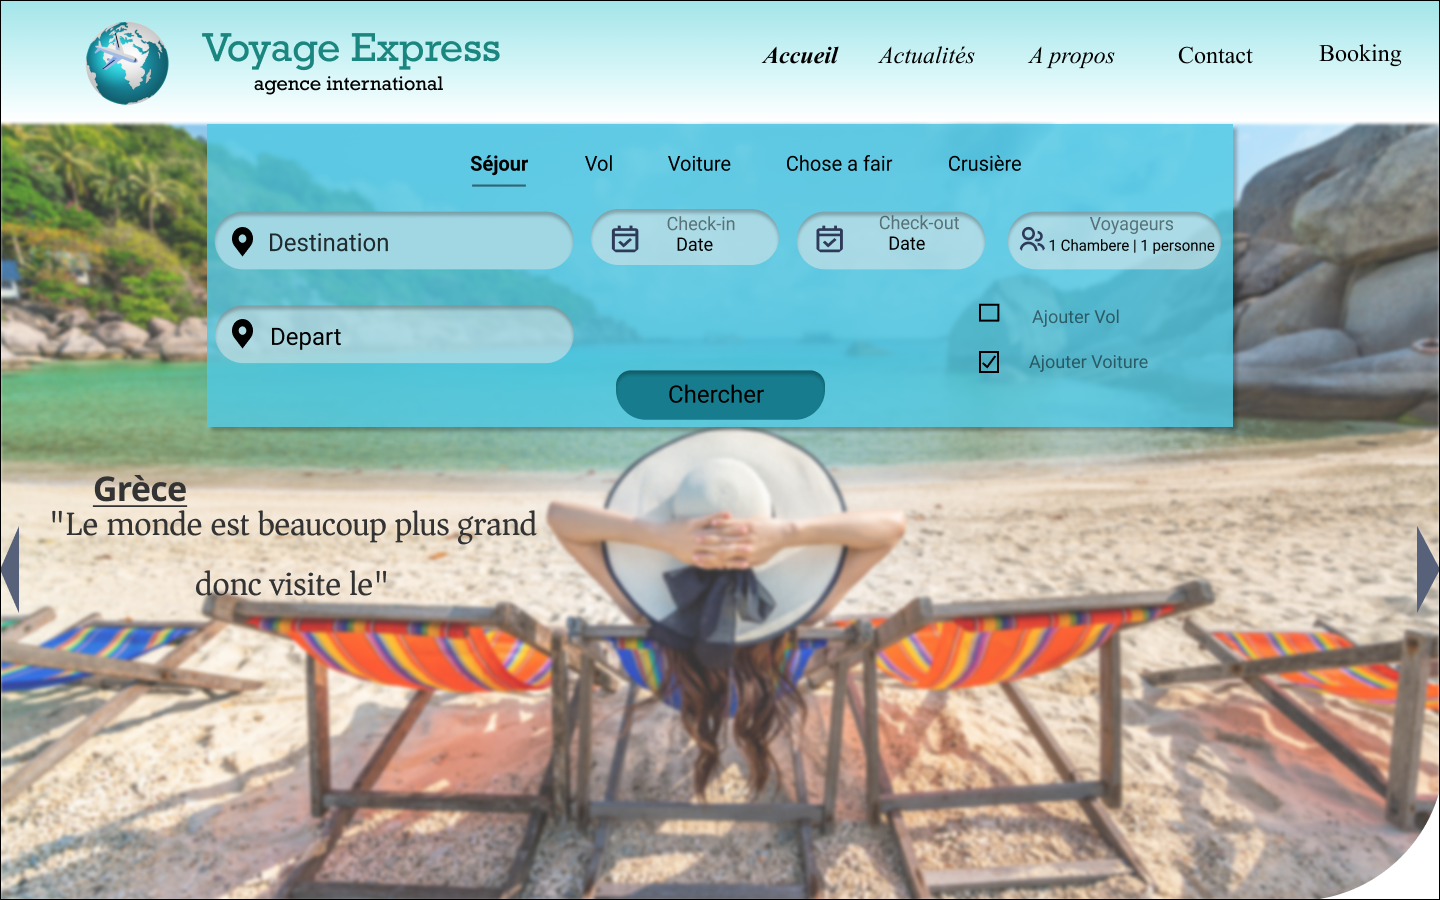 Voyage Express
agence international
Accueil Actualités A propos Contact Booking
Séjour Vol Voiture Chose a fair Crusière
Destination
Check-in
Date
Check-out
Date
Voyageurs
1 Chambere | 1 personne
Depart
Ajouter Vol
Ajouter Voiture
Chercher
Grèce
"Le monde est beaucoup plus grand
donc visite le"